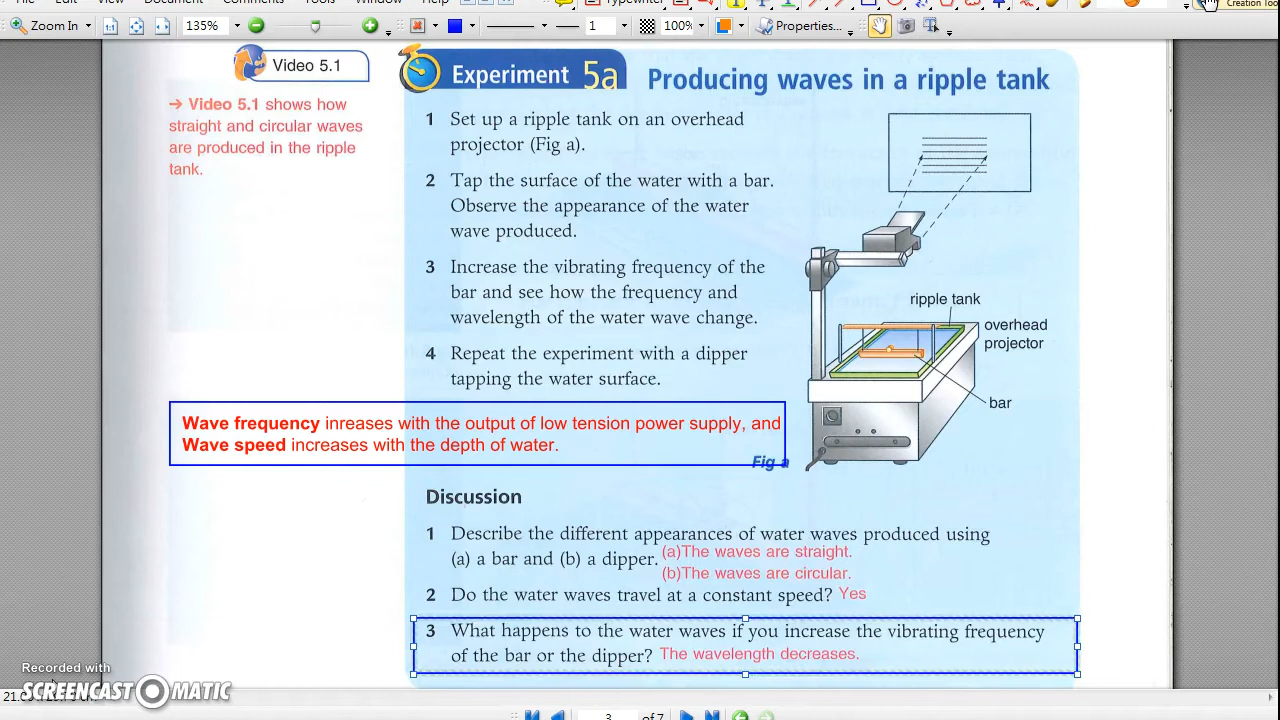 Zoom In
135%
1
100%
Properties...
Creation Too
Video 5.1
→ Video 5.1 shows how
straight and circular waves
are produced in the ripple
tank.
Experiment 5a
Producing waves in a ripple tank
1 Set up a ripple tank on an overhead
projector (Fig a).
2 Tap the surface of the water with a bar.
Observe the appearance of the water
wave produced.
3 Increase the vibrating frequency of the
bar and see how the frequency and
wavelength of the water wave change.
4 Repeat the experiment with a dipper
tapping the water surface.
ripple tank
overhead
projector
bar
Wave frequency inreases with the output of low tension power supply, and
Wave speed increases with the depth of water.
Fig a
Discussion
1 Describe the different appearances of water waves produced using
(a) a bar and (b) a dipper. (a)The waves are straight.
(b)The waves are circular.
2 Do the water waves travel at a constant speed? Yes
3 What happens to the water waves if you increase the vibrating frequency
of the bar or the dipper? The wavelength decreases.
Recorded with
SCREENCAST MATIC
3 of 7